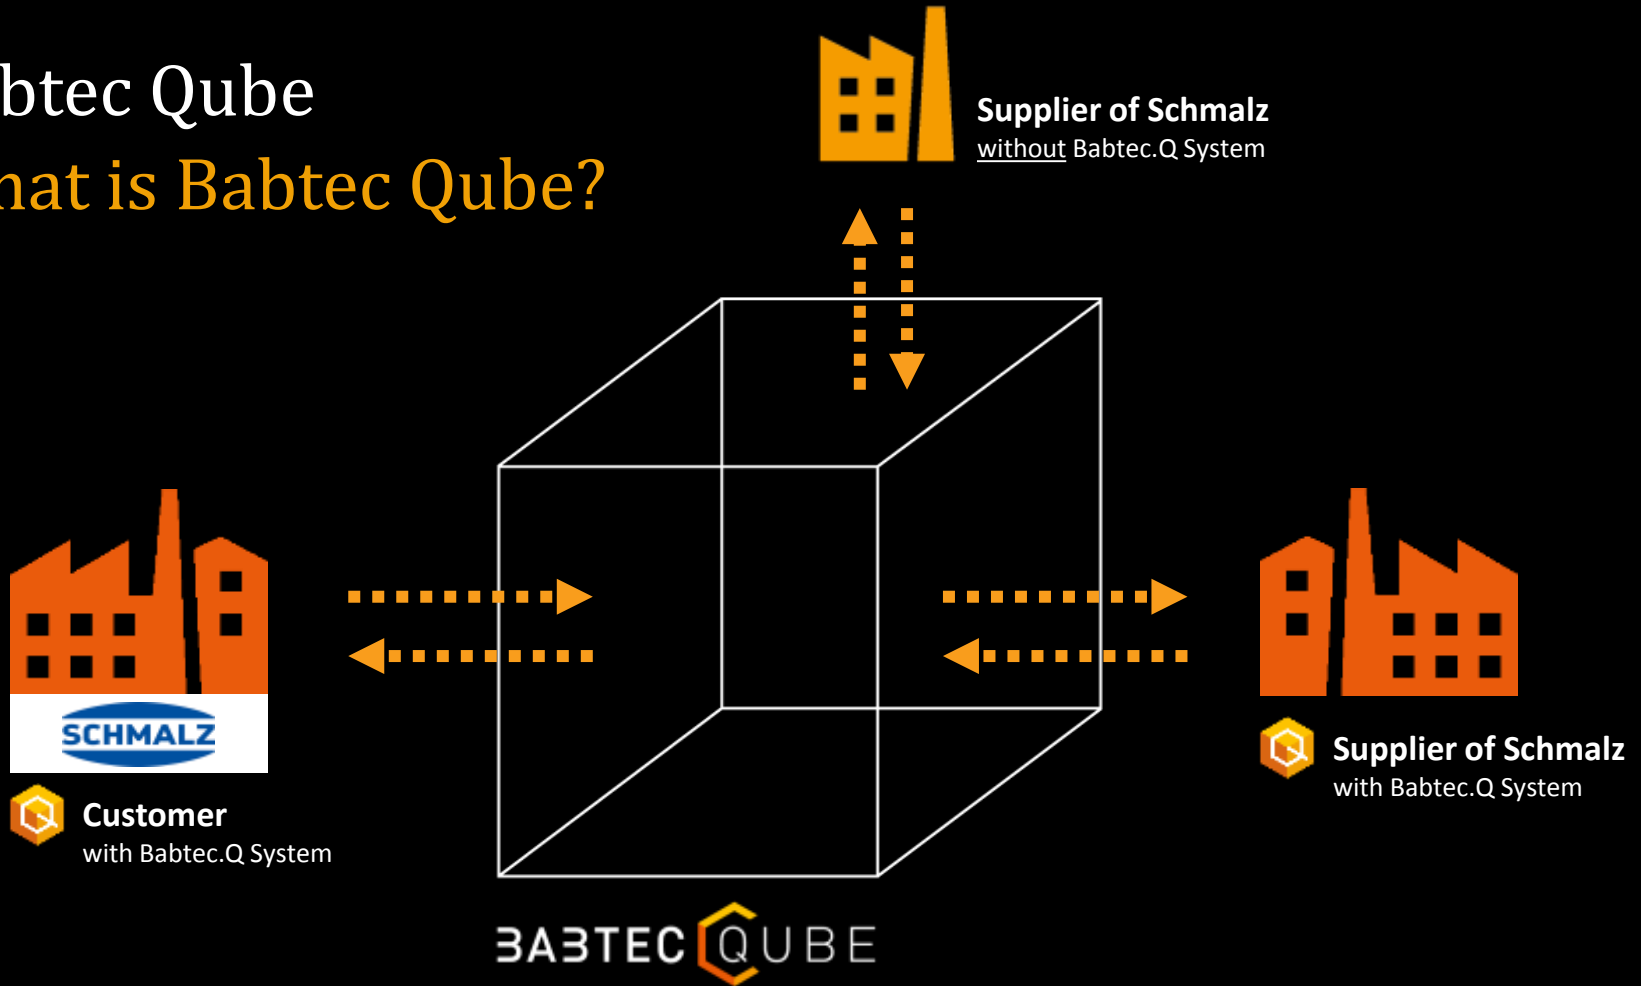 btec Qube
hat is Babtec Qube?
Supplier of Schmalz
without Babtec.Q System
SCHMALZ
Customer
with Babtec.Q System
Supplier of Schmalz
with Babtec.Q System
BABTEC QUBE